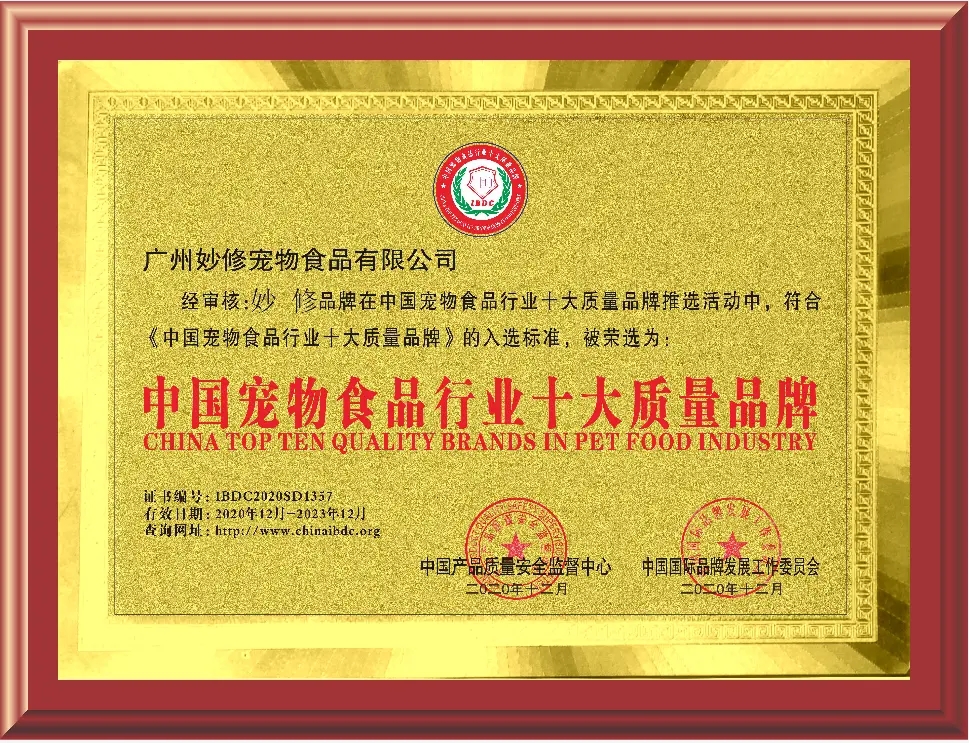 IBDC
广州妙修宠物食品有限公司
经审核:妙 修品牌在中国宠物食品行业十大质量品牌推选活动中，符合
《中国宠物食品行业十大质量品牌》的入选标准，被荣选为：
中国宠物食品行业十大质量品牌
CHINA TOP TEN QUALITY BRANDS IN PET FOOD INDUSTRY
证书编号：IBDC2020SD1357
有效日期：2020年12月-2023年12月
查询网址：http://www.chinaibdc.org
中国产品质量安全监督中心 中国国际品牌发展工作委员会
二〇二〇年十二月 二〇二〇年十二月